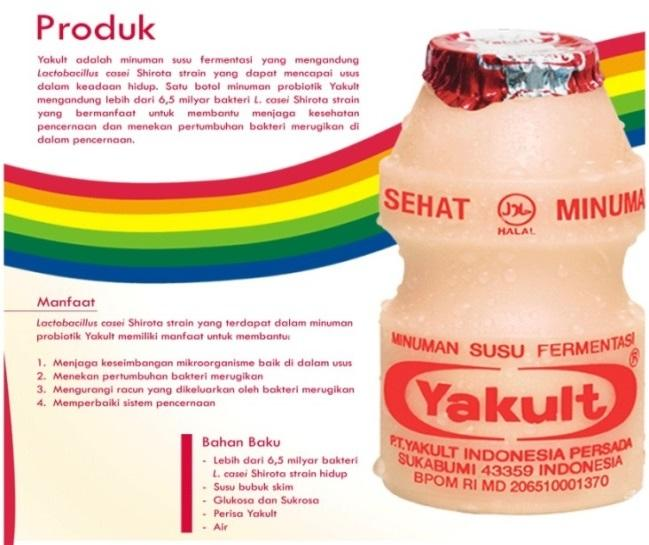 Produk
Yakult adalah minuman susu fermentasi yang mengandung
Lactobacillus casei Shirota strain yang dapat mencapai usus
dalam keadaan hidup. Satu botol minuman probiotik Yakult
mengandung lebih dari 6,5 milyar bakteri L. casei Shirota strain
yang bermanfaat untuk membantu menjaga kesehatan
pencernaan dan menekan pertumbuhan bakteri merugikan di
dalam pencernaan.
SEHAT حلال MINUMA
HALAL
Manfaat
Lactobacillus casei Shirota strain yang terdapat dalam minuman
probiotik Yakult memiliki manfaat untuk membantu:
1. Menjaga keseimbangan mikroorganisme baik di dalam usus
2. Menekan pertumbuhan bakteri merugikan
3. Mengurangi racun yang dikeluarkan oleh bakteri merugikan
4. Memperbaiki sistem pencernaan
MINUMAN SUSU FERMENTASI
Yakult ®
P.T.YAKULT INDONESIA PERSADA
SUKABUMI 43359 INDONESIA
BPOM RI MD 206510001370
Bahan Baku
- Lebih dari 6,5 milyar bakteri
L. casei Shirota strain hidup
- Susu bubuk skim
- Glukosa dan Sukrosa
- Perisa Yakult
- Air